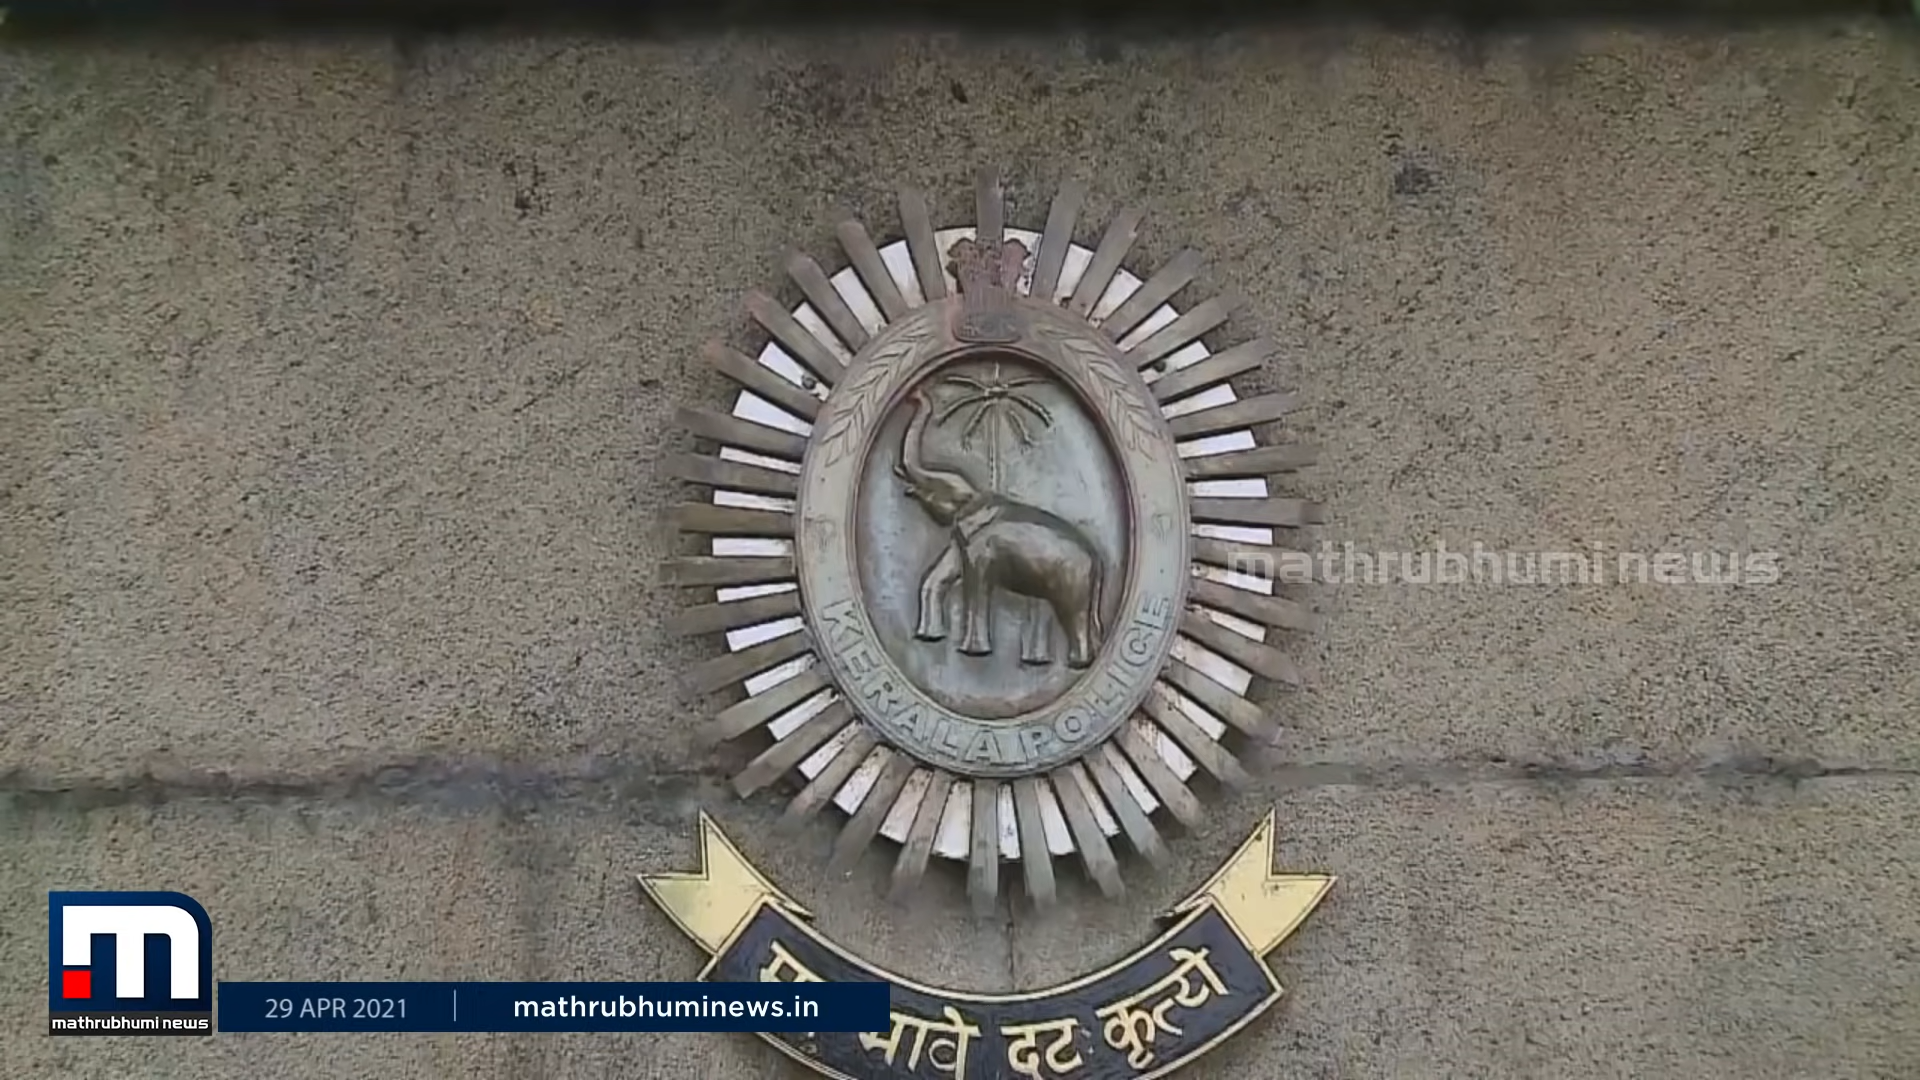 mathrubhumi news
KERALA POLICE
भावे दृढ कृत्ये
mathrubhumi news
29 APR 2021
mathrubhuminews.in